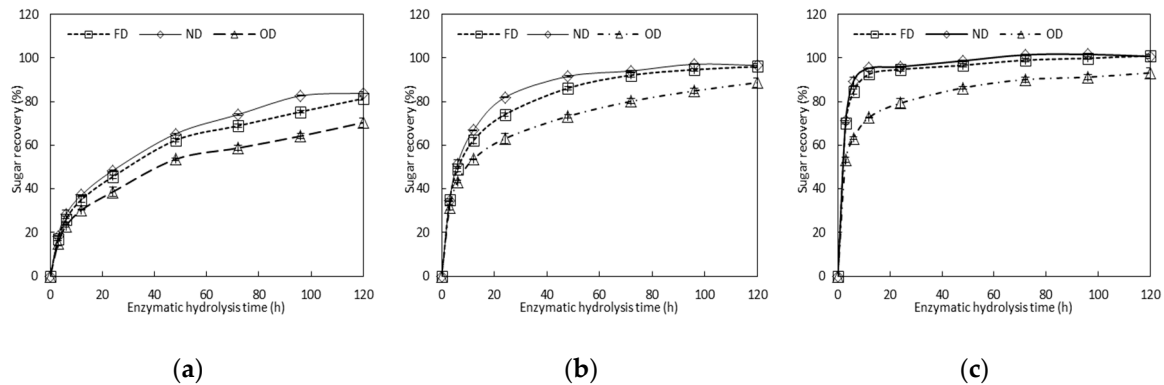 120
100
80
60
40
20
0
Sugar recovery (%)
FD ND OD
0 20 40 60 80 100 120
Enzymatic hydrolysis time (h)
(a)
120
100
80
60
40
20
0
Sugar recovery (%)
FD ND OD
0 20 40 60 80 100 120
Enzymatic hydrolysis time (h)
(b)
120
100
80
60
40
20
0
Sugar recovery (%)
FD ND OD
0 20 40 60 80 100 120
Enzymatic hydrolysis time (h)
(c)